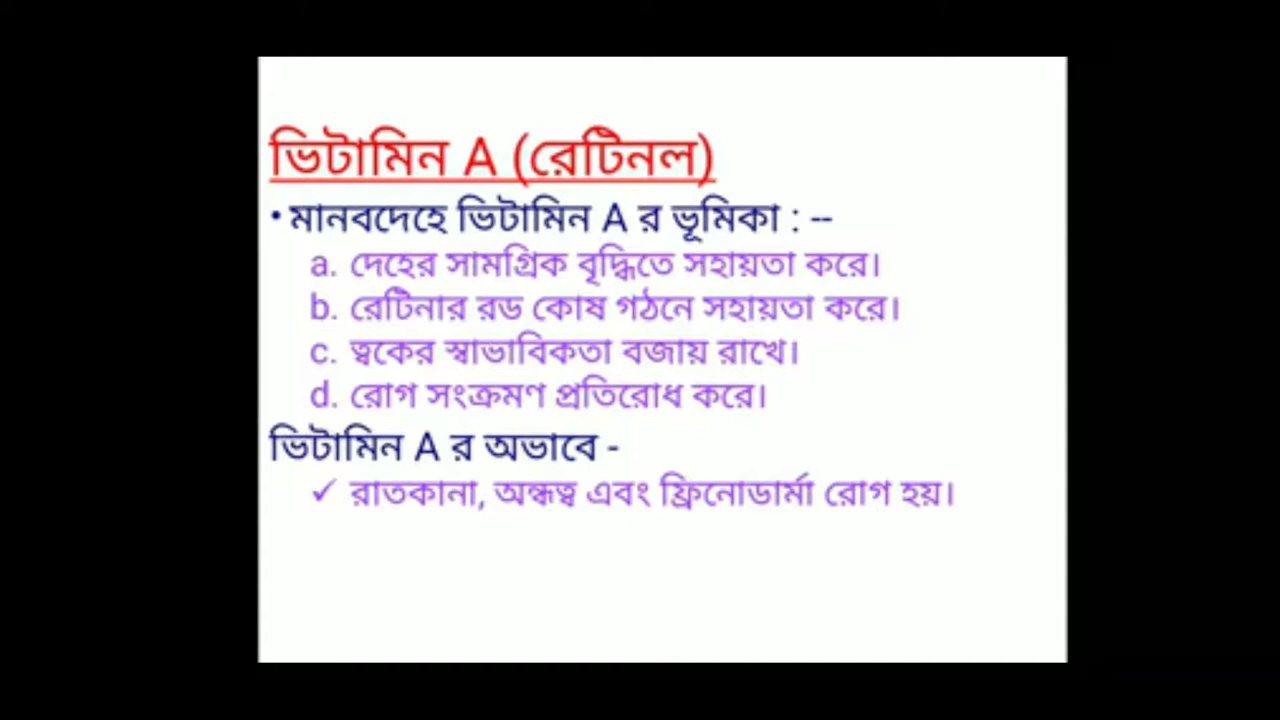 ভিটামিন A (রেটিনল)
• মানবদেহে ভিটামিন A র ভূমিকা : --
a. দেহের সামগ্রিক বৃদ্ধিতে সহায়তা করে।
b. রেটিনার রড কোষ গঠনে সহায়তা করে।
c. ত্বকের স্বাভাবিকতা বজায় রাখে।
d. রোগ সংক্রমণ প্রতিরোধ করে।
ভিটামিন A র অভাবে -
✓ রাতকানা, অন্ধত্ব এবং ফ্রিনোডার্মা রোগ হয়।